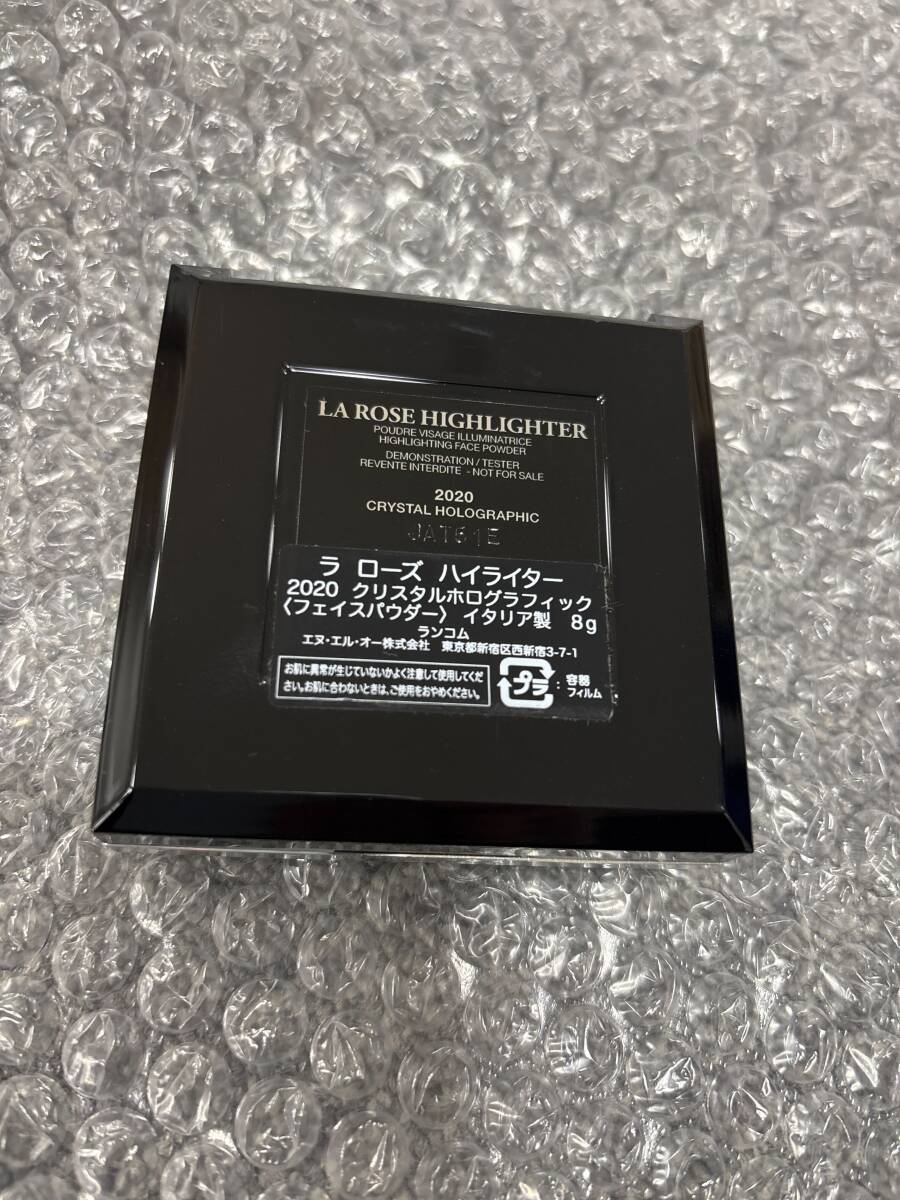 LA ROSE HIGHLIGHTER
POUDRE VISAGE ILLUMINATRICE
HIGHLIGHTING FACE POWDER
DEMONSTRATION / TESTER
REVENTE INTERDITE - NOT FOR SALE
2020
CRYSTAL HOLOGRAPHIC
JAT51E
ラ ローズ ハイライター
2020 クリスタルホログラフィック
〈フェイスパウダー〉 イタリア製 8g
ランコム
エヌ・エル・オー株式会社 東京都新宿区西新宿3-7-1
お肌に異常が生じていないかよく注意して使用してくだ
さい。お肌に合わないときは、ご使用をおやめください。
プラ : 容器
フィルム